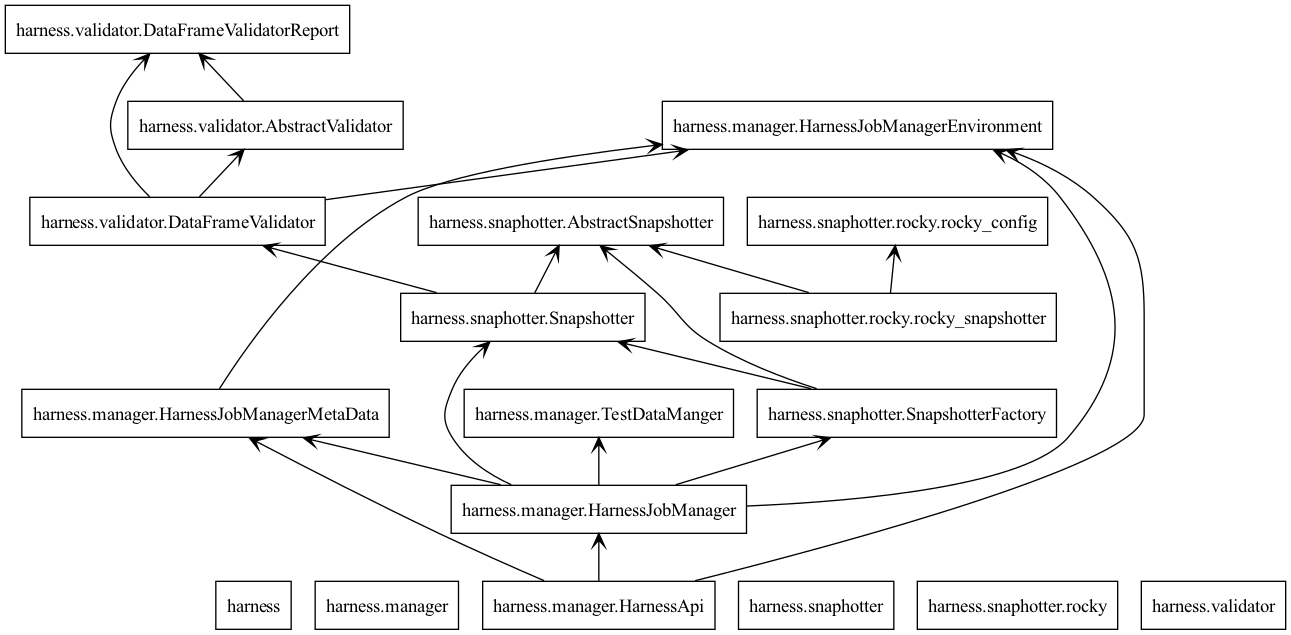 harness.validator.DataFrameValidatorReport
harness.validator.AbstractValidator
harness.manager.HarnessJobManagerEnvironment
harness.validator.DataFrameValidator
harness.snaphotter.AbstractSnapshotter
harness.snaphotter.rocky.rocky_config
harness.snaphotter.Snapshotter
harness.snaphotter.rocky.rocky_snapshotter
harness.manager.HarnessJobManagerMetaData
harness.manager.TestDataManger
harness.snaphotter.SnapshotterFactory
harness.manager.HarnessJobManager
harness
harness.manager
harness.manager.HarnessApi
harness.snaphotter
harness.snaphotter.rocky
harness.validator